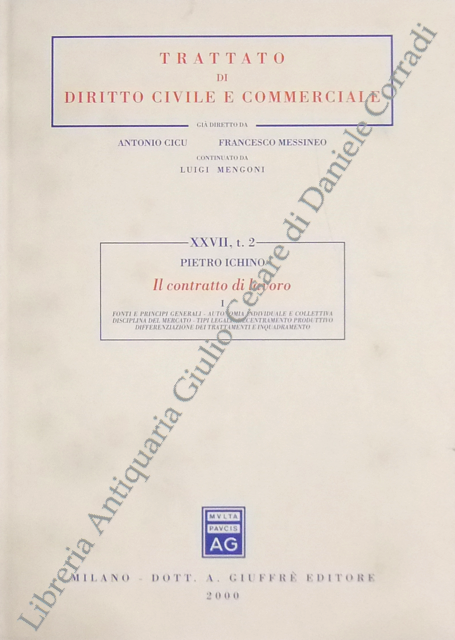 TRATTATO
DI
DIRITTO CIVILE E COMMERCIALE
GIÀ DIRETTO DA
ANTONIO CICU FRANCESCO MESSINEO
CONTINUATO DA
LUIGI MENGONI
XXVII, t. 2
PIETRO ICHINO
Il contratto di lavoro
I
FONTI E PRINCIPI GENERALI - AUTONOMIA INDIVIDUALE E COLLETTIVA
DISCIPLINA DEL MERCATO - TIPI LEGALI - DECENTRAMENTO PRODUTTIVO
DIFFERENZIAZIONE DEI TRATTAMENTI E INQUADRAMENTO
MVLTA
PAVCIS
AG
MILANO - DOTT. A. GIUFFRÈ EDITORE
2000
Libreria Antiquaria Giulio Cesare di Daniele Corradi